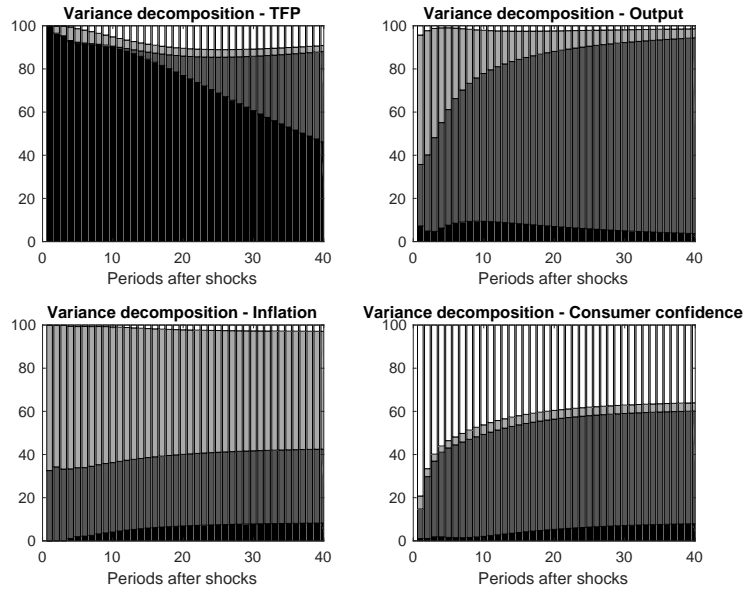 Variance decomposition - TFP
100
80
60
40
20
0
0 10 20 30 40
Periods after shocks
Variance decomposition - Output
100
80
60
40
20
0
0 10 20 30 40
Periods after shocks
Variance decomposition - Inflation
100
80
60
40
20
0
0 10 20 30 40
Periods after shocks
Variance decomposition - Consumer confidence
100
80
60
40
20
0
0 10 20 30 40
Periods after shocks